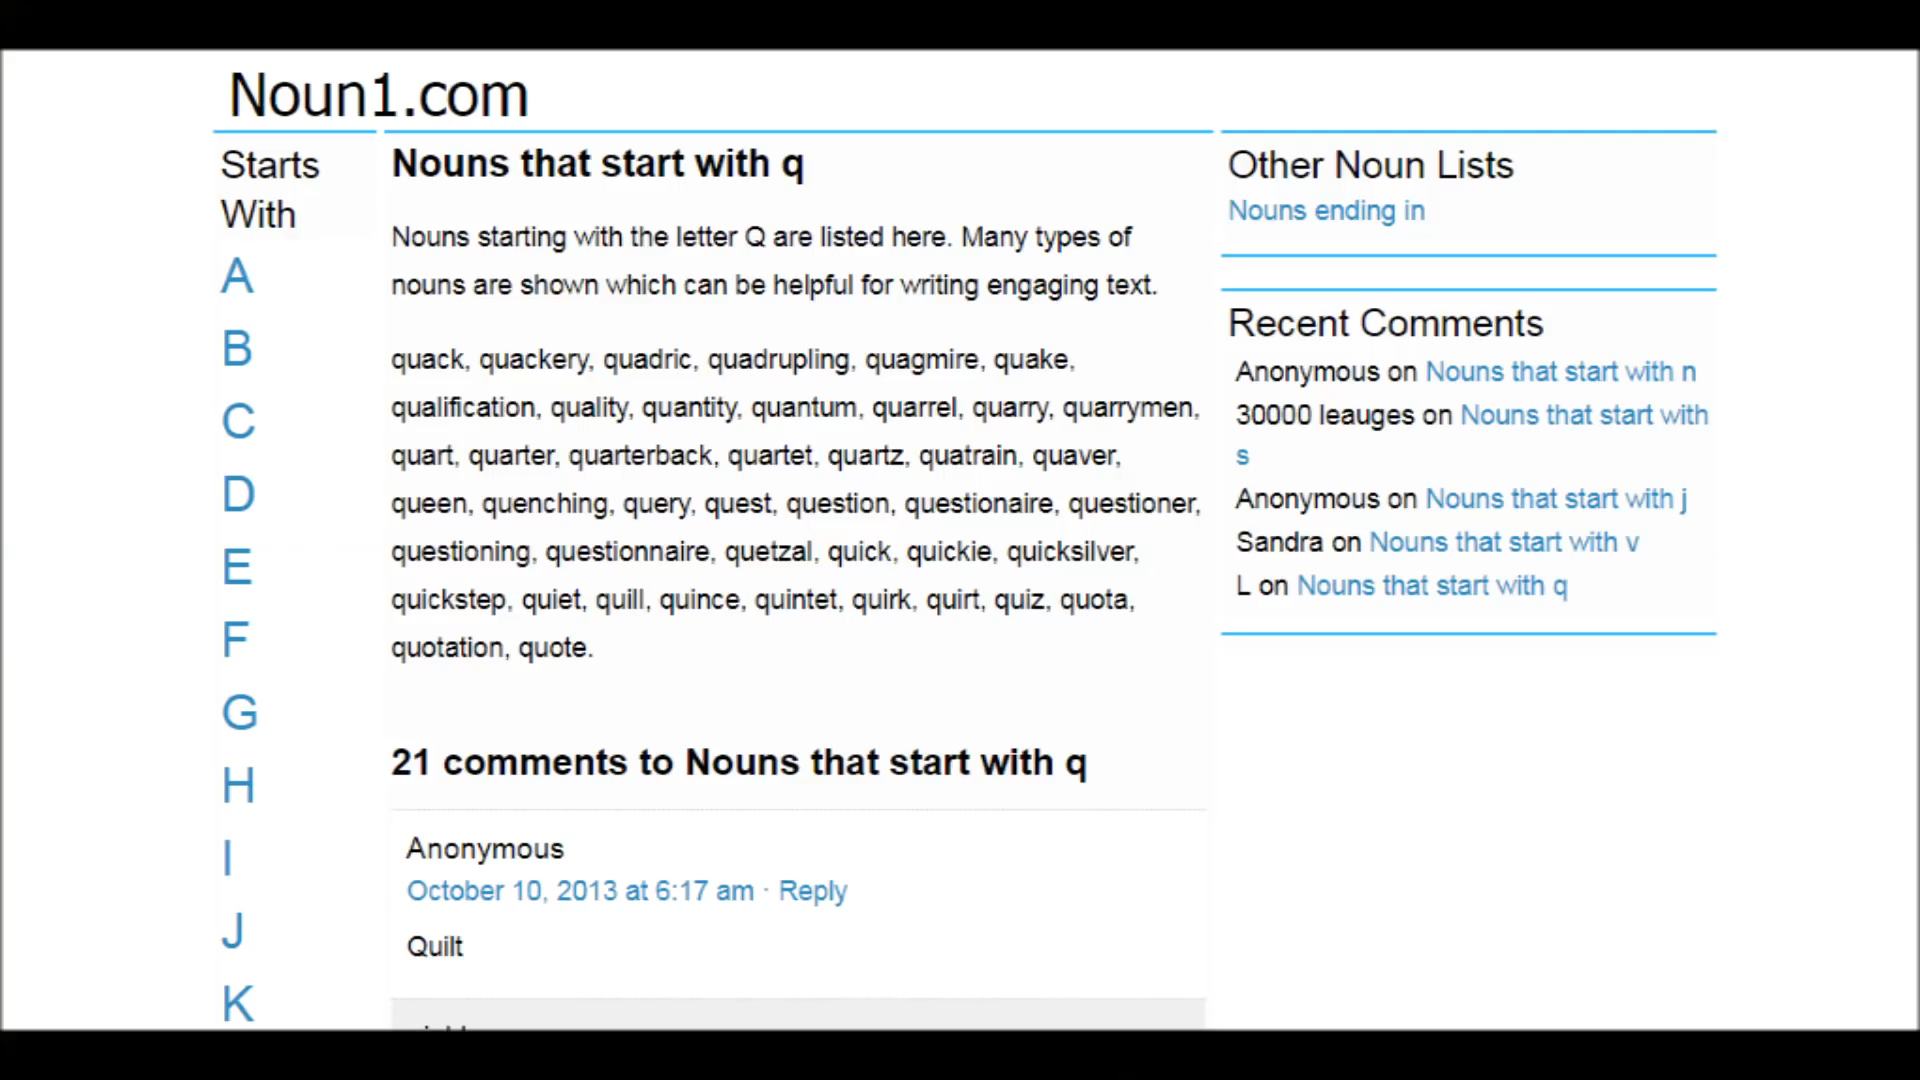 Noun1.com
Starts
With
A
B
C
D
E
F
G
H
I
J
K
Nouns that start with q
Nouns starting with the letter Q are listed here. Many types of
nouns are shown which can be helpful for writing engaging text.
quack, quackery, quadric, quadrupling, quagmire, quake,
qualification, quality, quantity, quantum, quarrel, quarry, quarrymen,
quart, quarter, quarterback, quartet, quartz, quatrain, quaver,
queen, quenching, query, quest, question, questionaire, questioner,
questioning, questionnaire, quetzal, quick, quickie, quicksilver,
quickstep, quiet, quill, quince, quintet, quirk, quirt, quiz, quota,
quotation, quote.
21 comments to Nouns that start with q
Anonymous
October 10, 2013 at 6:17 am · Reply
Quilt
Other Noun Lists
Nouns ending in
Recent Comments
Anonymous on Nouns that start with n
30000 leauges on Nouns that start with
s
Anonymous on Nouns that start with j
Sandra on Nouns that start with v
L on Nouns that start with q